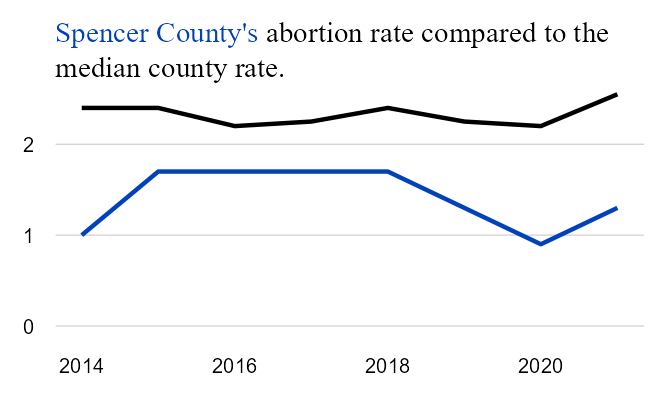 Spencer County's abortion rate compared to the
median county rate.
2
1
0
2014 2016 2018 2020